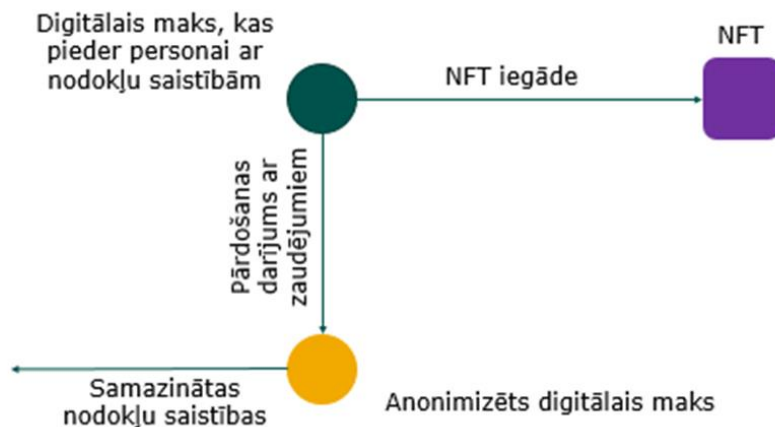 Digitālais maks, kas
pieder personai ar
nodokļu saistībām
NFT
NFT iegāde
Pārdošanas
darījums ar
zaudējumiem
Samazinātas
nodokļu saistības
Anonimizēts digitālais maks